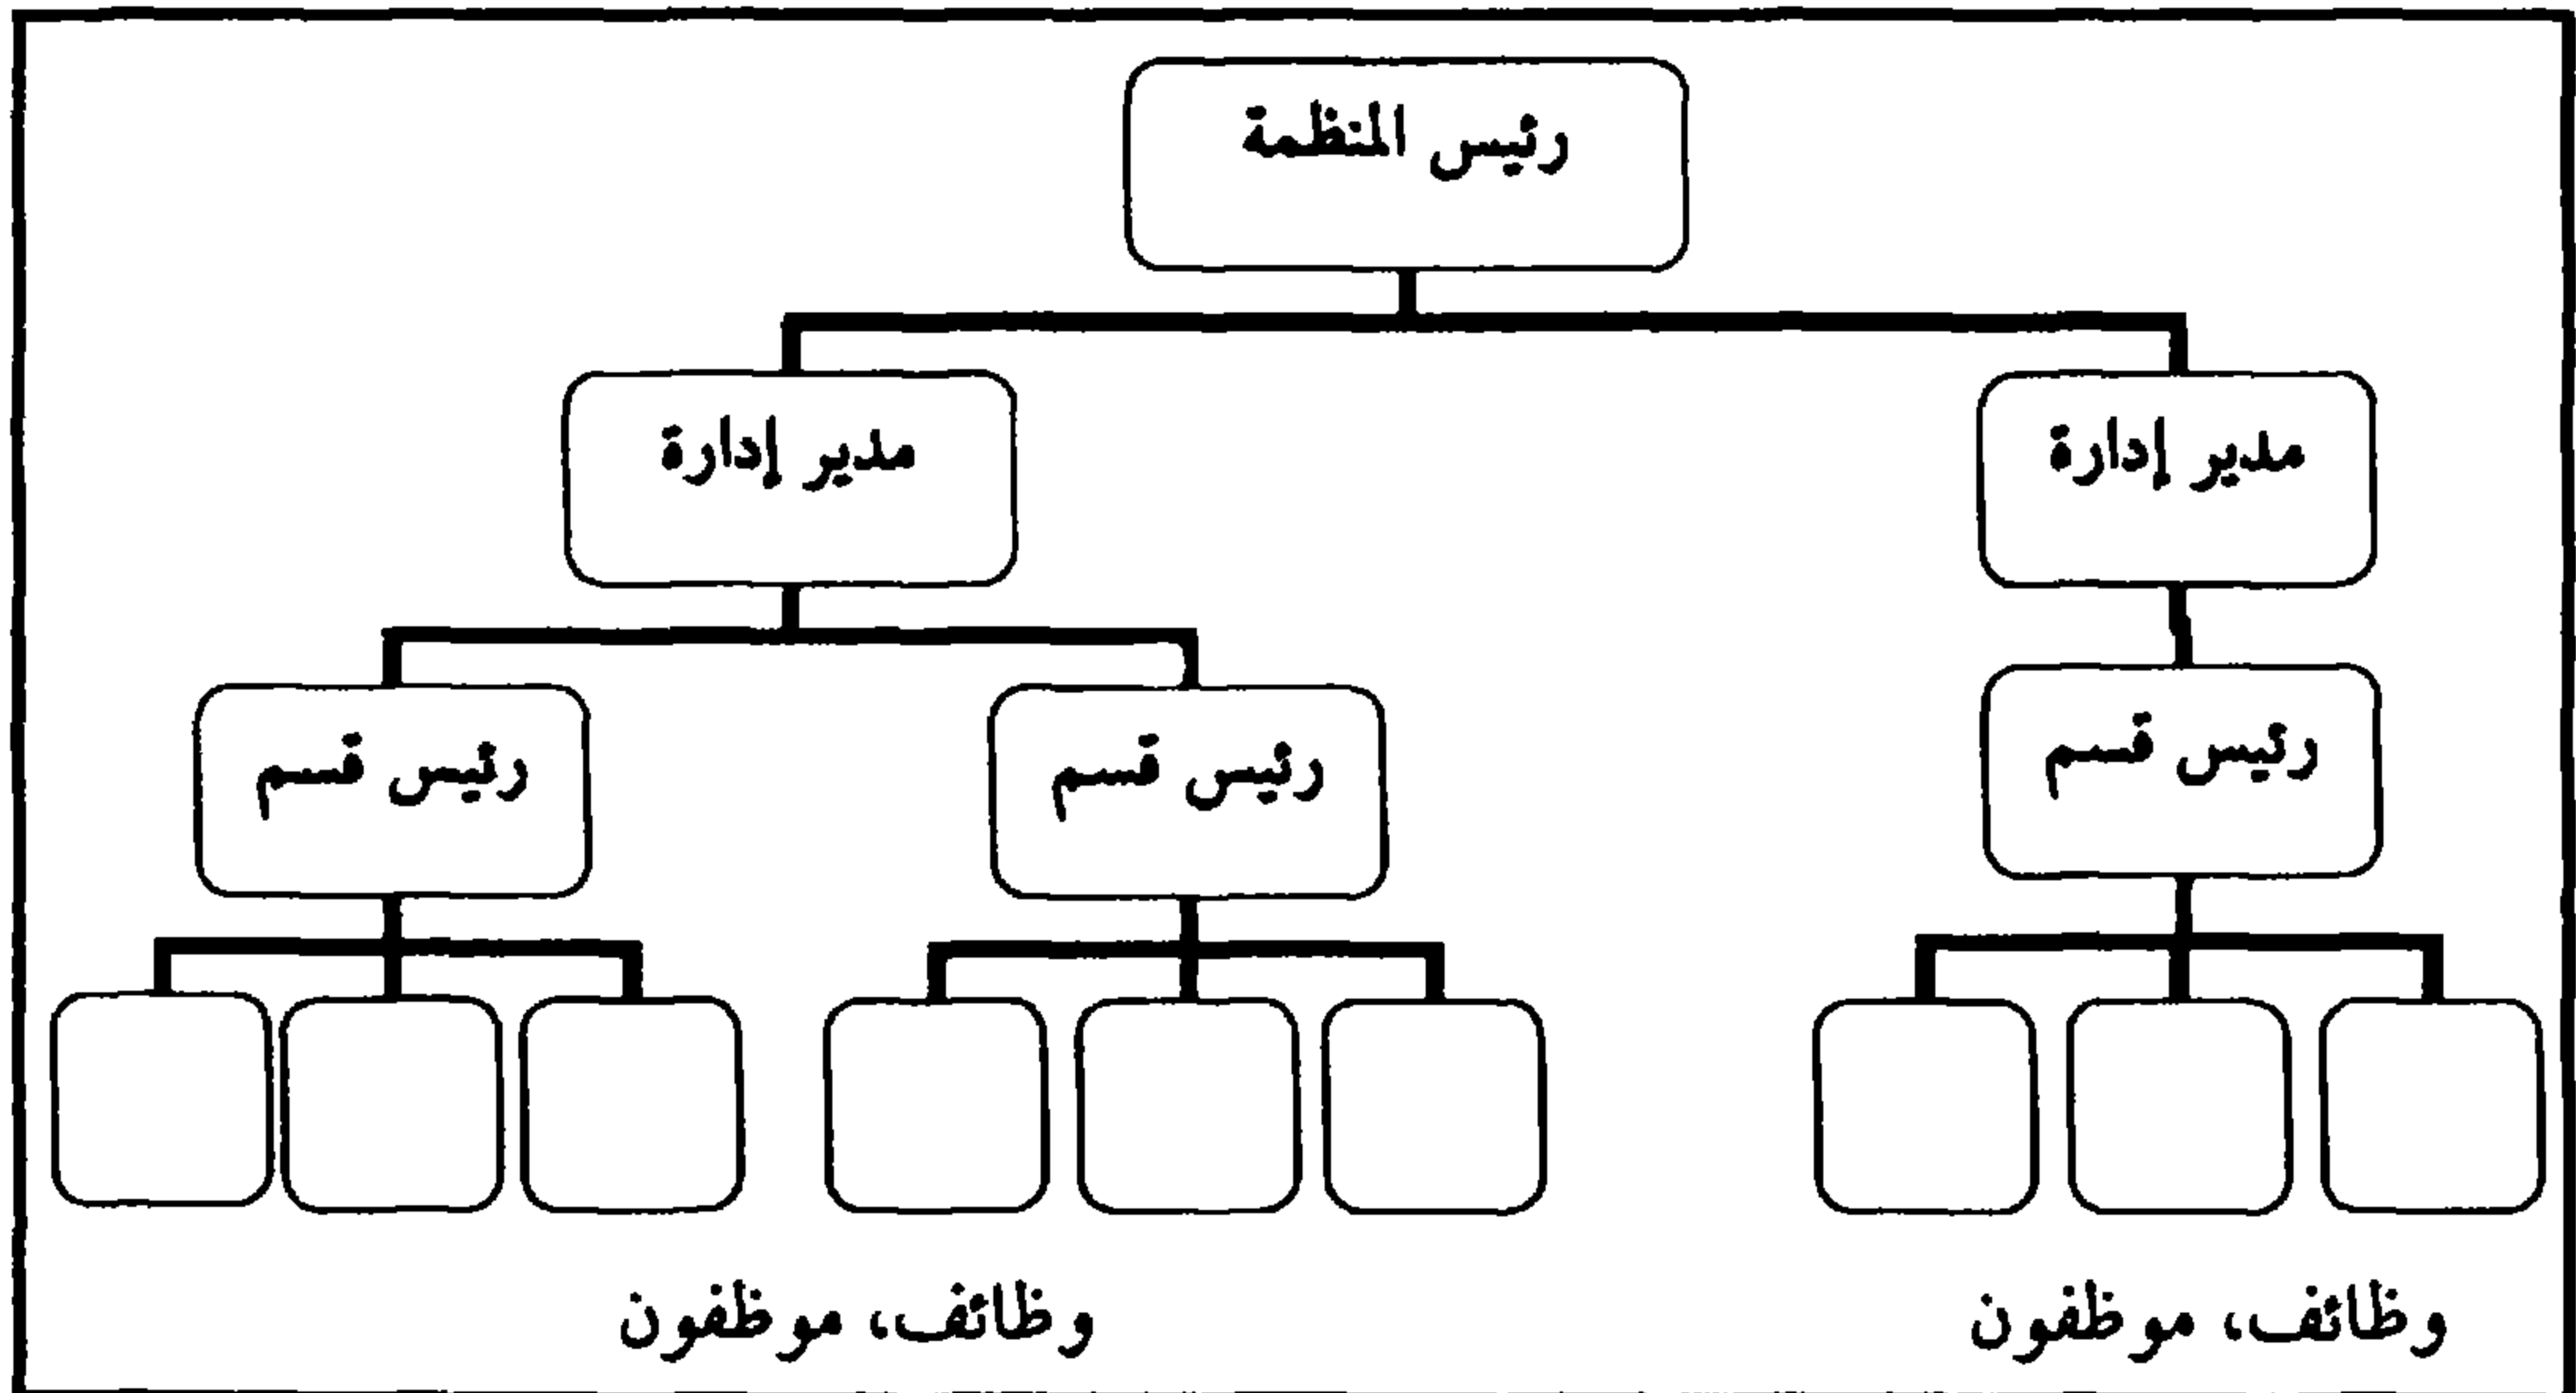 رئيس المنظمة
مدير إدارة
مدير إدارة
رئيس قسم
رئيس قسم
رئيس قسم
وظائف، موظفون
وظائف، موظفون